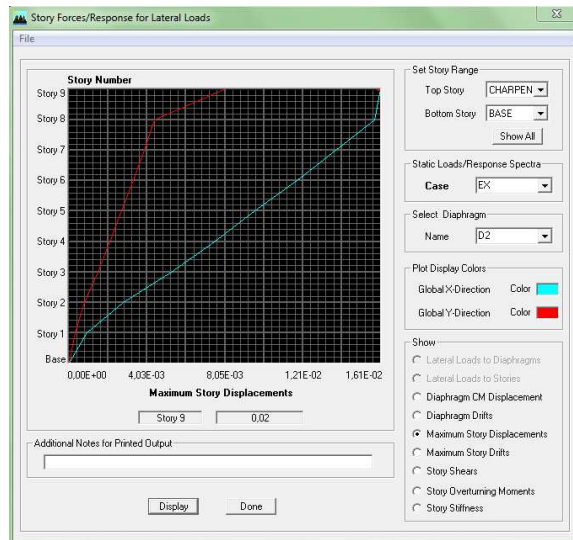 Story Forces/Response for Lateral Loads
File
Story Number
Story 9
Story 8
Story 7
Story 6
Story 5
Story 4
Story 3
Story 2
Story 1
Base
0,00E+00 4,03E-03 8,05E-03 1,21E-02 1,61E-02
Maximum Story Displacements
Story 9 0,02
Additional Notes for Printed Output
Display Done
Set Story Range
Top Story CHARPEN
Bottom Story BASE
Show All
Static Loads/Response Spectra
Case EX
Select Diaphragm
Name D2
Plot Display Colors
Global X-Direction Color
Global Y-Direction Color
Show
Lateral Loads to Diaphragms
Lateral Loads to Stories
Diaphragm CM Displacement
Diaphragm Drifts
Maximum Story Displacements
Maximum Story Drifts
Story Shears
Story Overturning Moments
Story Stiffness